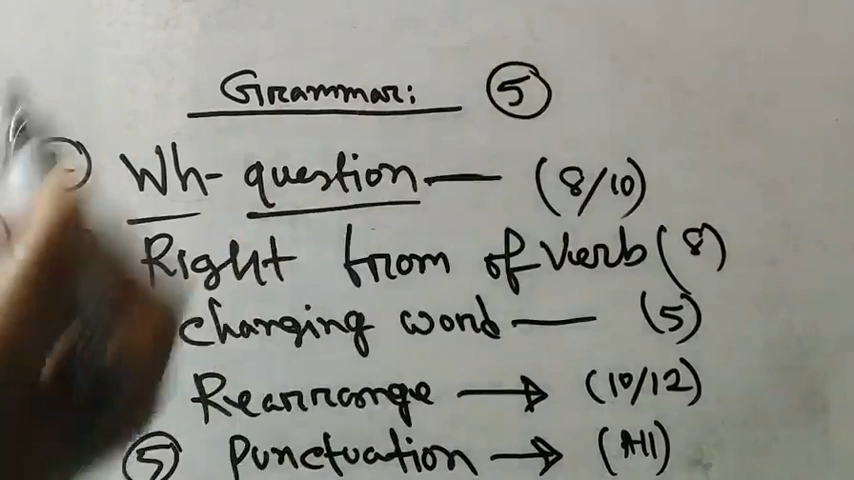 Grammar: 5
Wh- question — (8/10)
Right from of Verb (8)
changing word — (5)
Rearrange → (10/12)
5 Punctuation → (All)